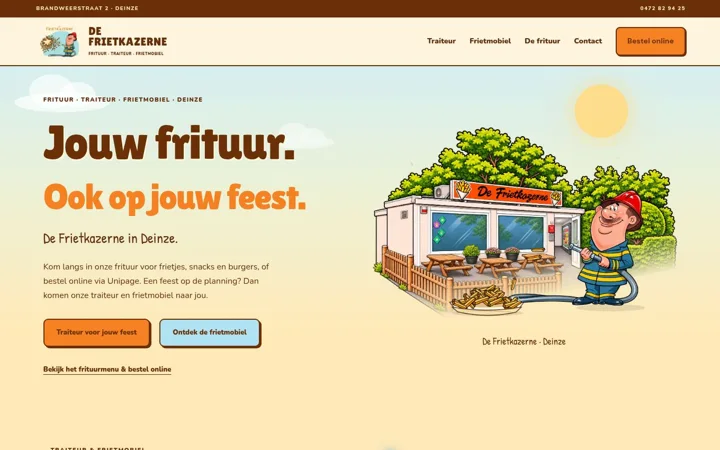 BRANDWEERSTRAAT 2 · DEINZE
0472 82 94 25
DE
FRIETKAZERNE
FRITUUR · TRAITEUR · FRIETMOBIEL
Traiteur
Frietmobiel
De frituur
Contact
Bestel online
FRITUUR · TRAITEUR · FRIETMOBIEL · DEINZE
Jouw frituur.
Ook op jouw feest.
De Frietkazerne in Deinze.
Kom langs in onze frituur voor frietjes, snacks en burgers, of
bestel online via Unipage. Een feest op de planning? Dan
komen onze traiteur en frietmobiel naar jou.
Traiteur voor jouw feest
Ontdek de frietmobiel
Bekijk het frituurmenu & bestel online
De Frietkazerne
De Frietkazerne · Deinze
TRAITEUR & FRIETMOBIEL